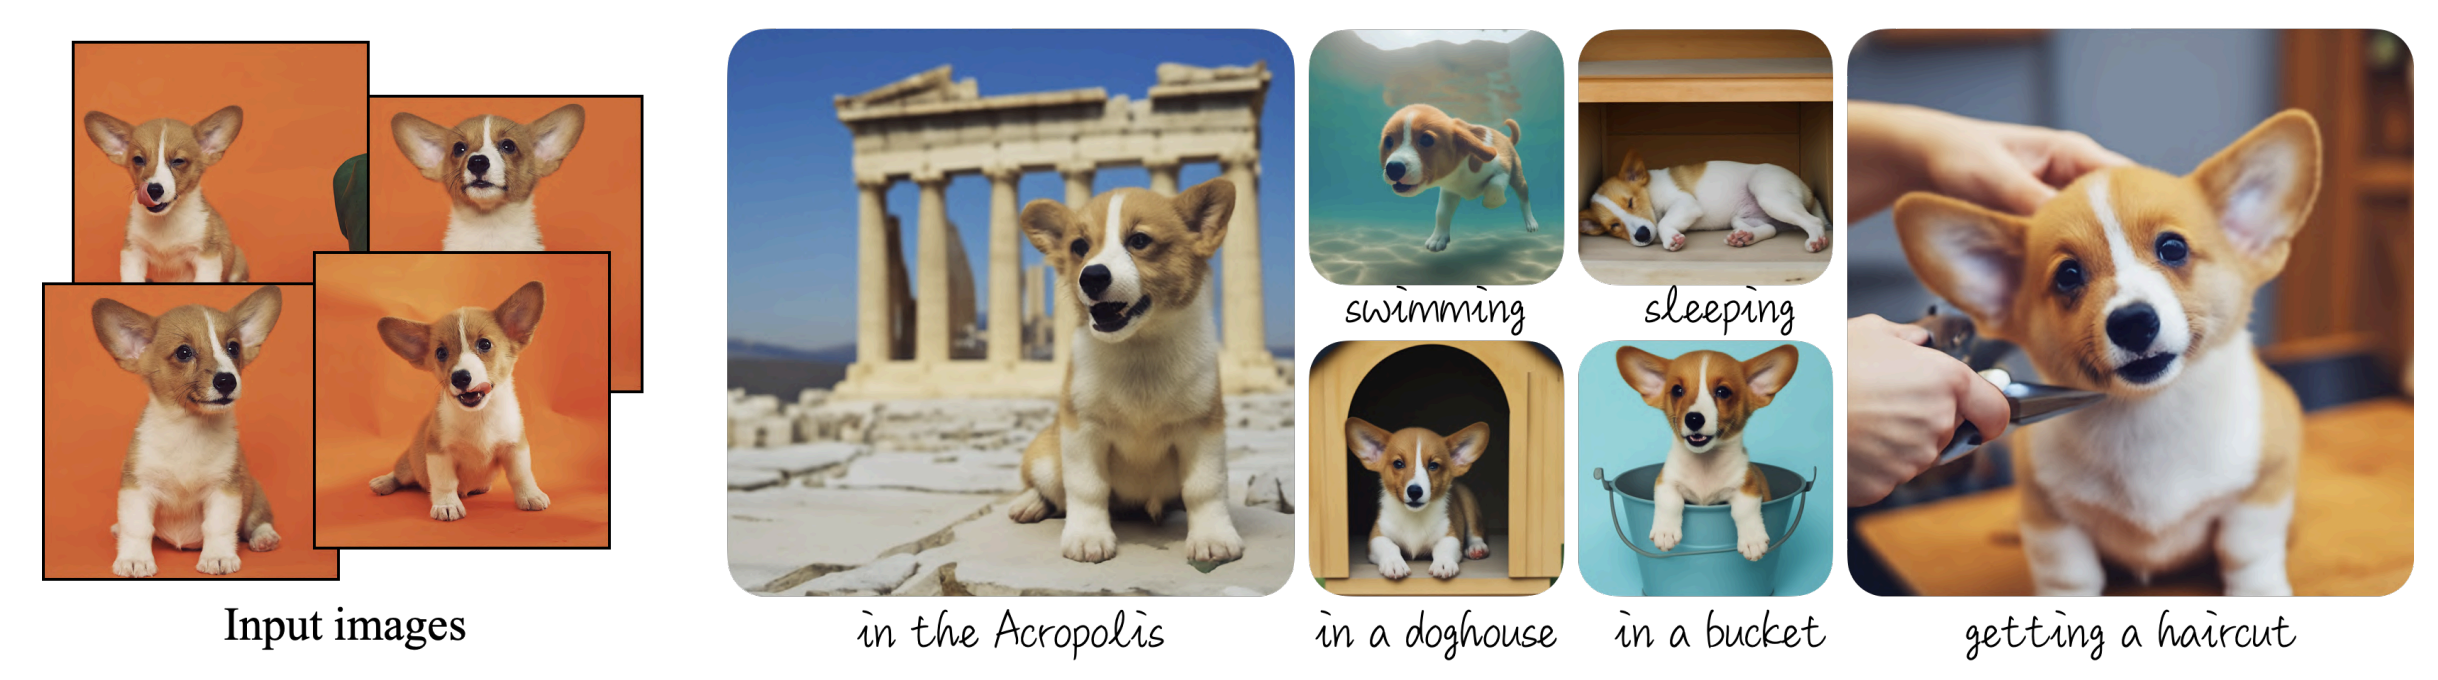 Input images
in the Acropolis
swimming
sleeping
in a doghouse
in a bucket
getting a haircut